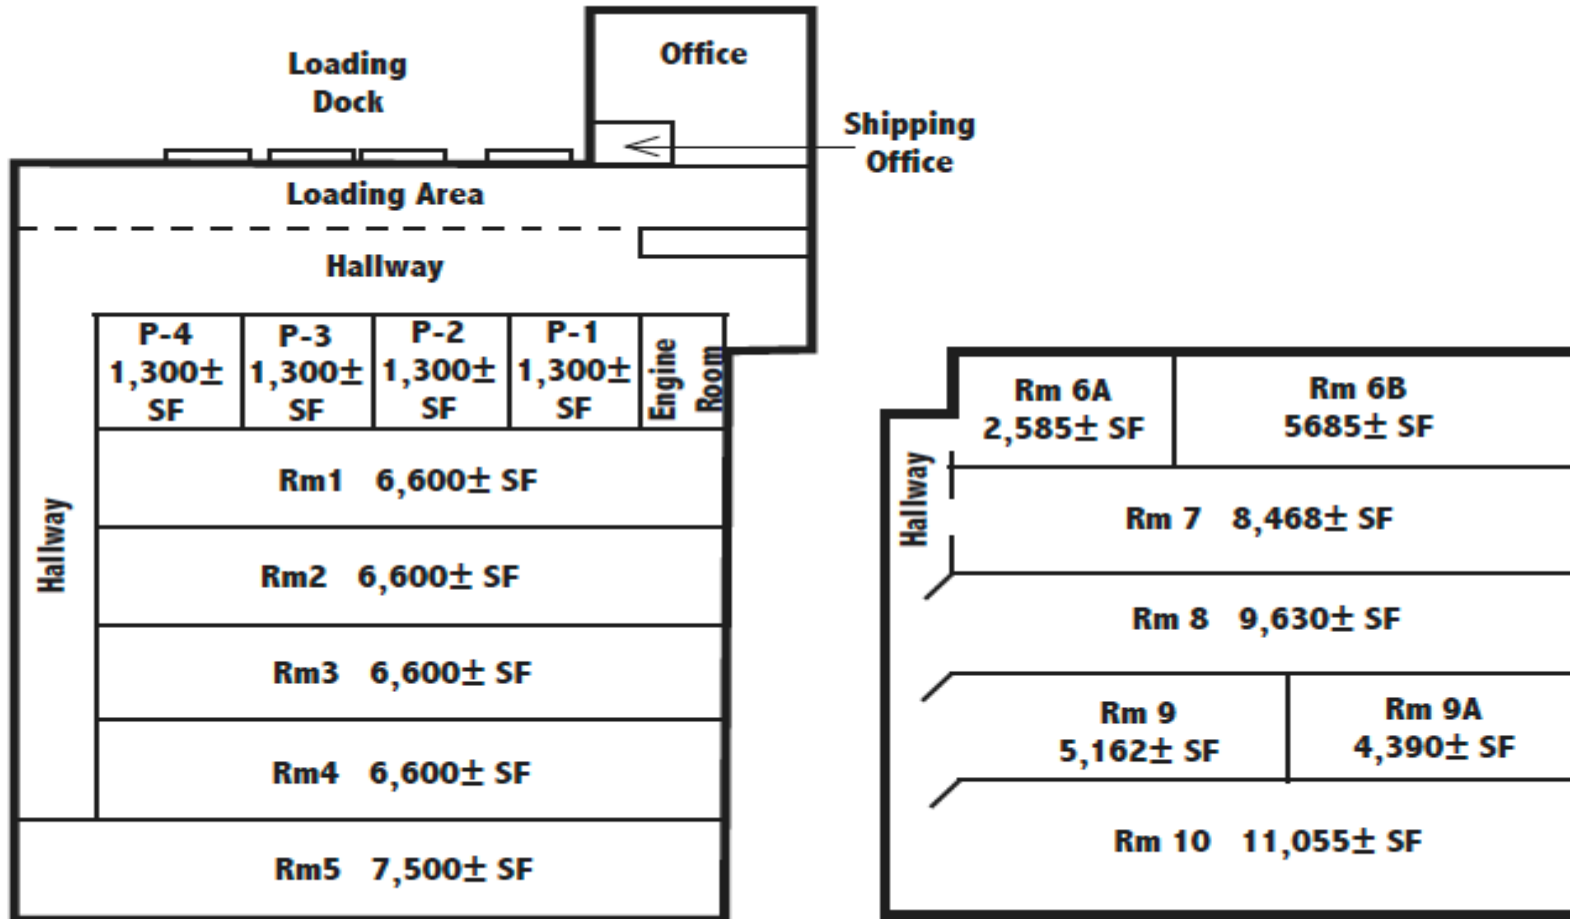 Office
Loading
Dock
Shipping
Office
Loading Area
Hallway
P-4
1,300± SF
P-3
1,300± SF
P-2
1,300± SF
P-1
1,300± SF
Engine
Room
Hallway
Rm1 6,600± SF
Rm2 6,600± SF
Rm3 6,600± SF
Rm4 6,600± SF
Rm5 7,500± SF
Rm 6A
2,585± SF
Rm 6B
5685± SF
Hallway
Rm 7 8,468± SF
Rm 8 9,630± SF
Rm 9
5,162± SF
Rm 9A
4,390± SF
Rm 10 11,055± SF